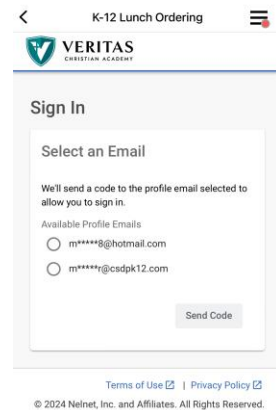 K-12 Lunch Ordering
VERITAS
CHRISTIAN ACADEMY
Sign In
Select an Email
We'll send a code to the profile email selected to
allow you to sign in.
Available Profile Emails
m*****8@hotmail.com
m*****r@csdpk12.com
Send Code
Terms of Use | Privacy Policy
© 2024 Nelnet, Inc. and Affiliates. All Rights Reserved.